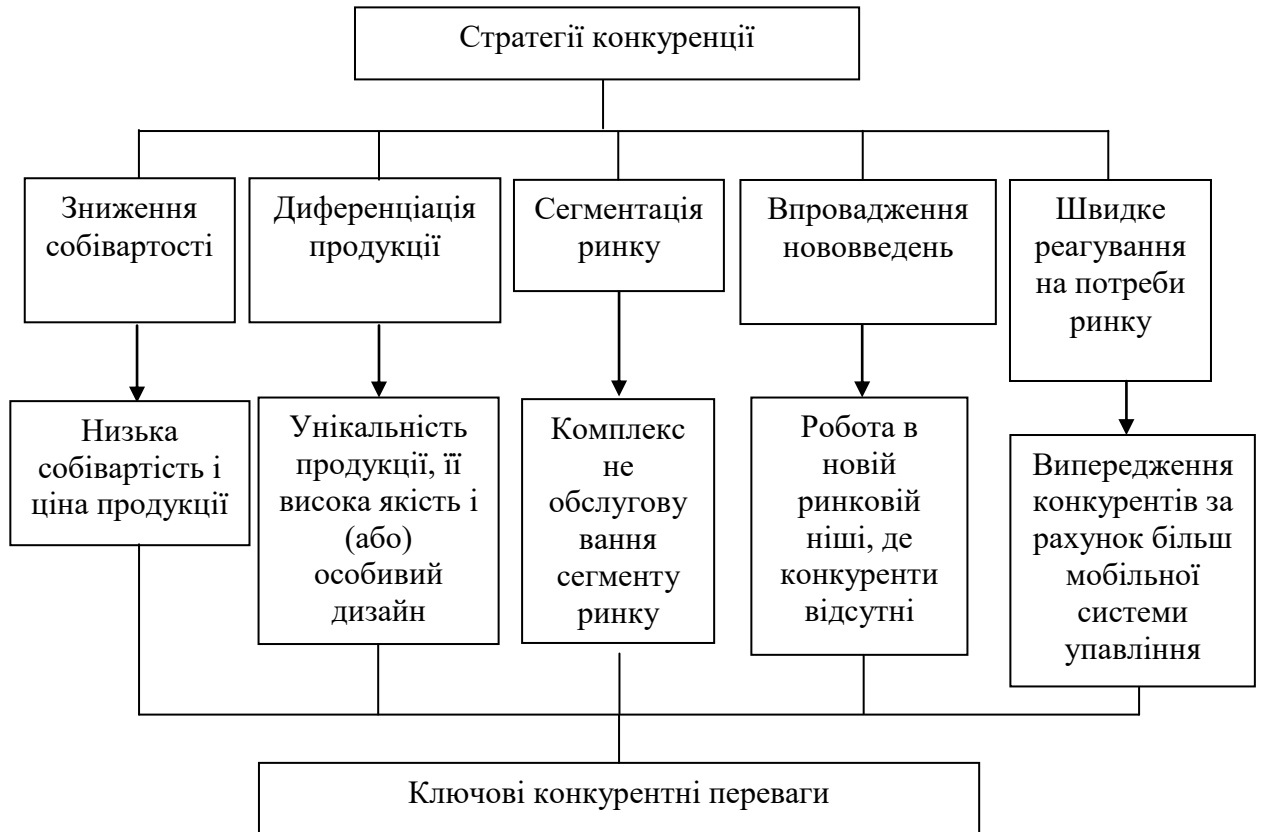 Стратегії конкуренції
Зниження
собівартості
Диференціація
продукції
Сегментація
ринку
Впровадження
нововведень
Швидке
реагування
на потреби
ринку
Низька
собівартість і
ціна продукції
Унікальність
продукції, її
висока якість і
(або)
особивий
дизайн
Комплекс
не
обслугову
вання
сегменту
ринку
Робота в
новій
ринковій
ніші, де
конкуренти
відсутні
Випередження
конкурентів за
рахунок більш
мобільної
системи
упавління
Ключові конкурентні переваги